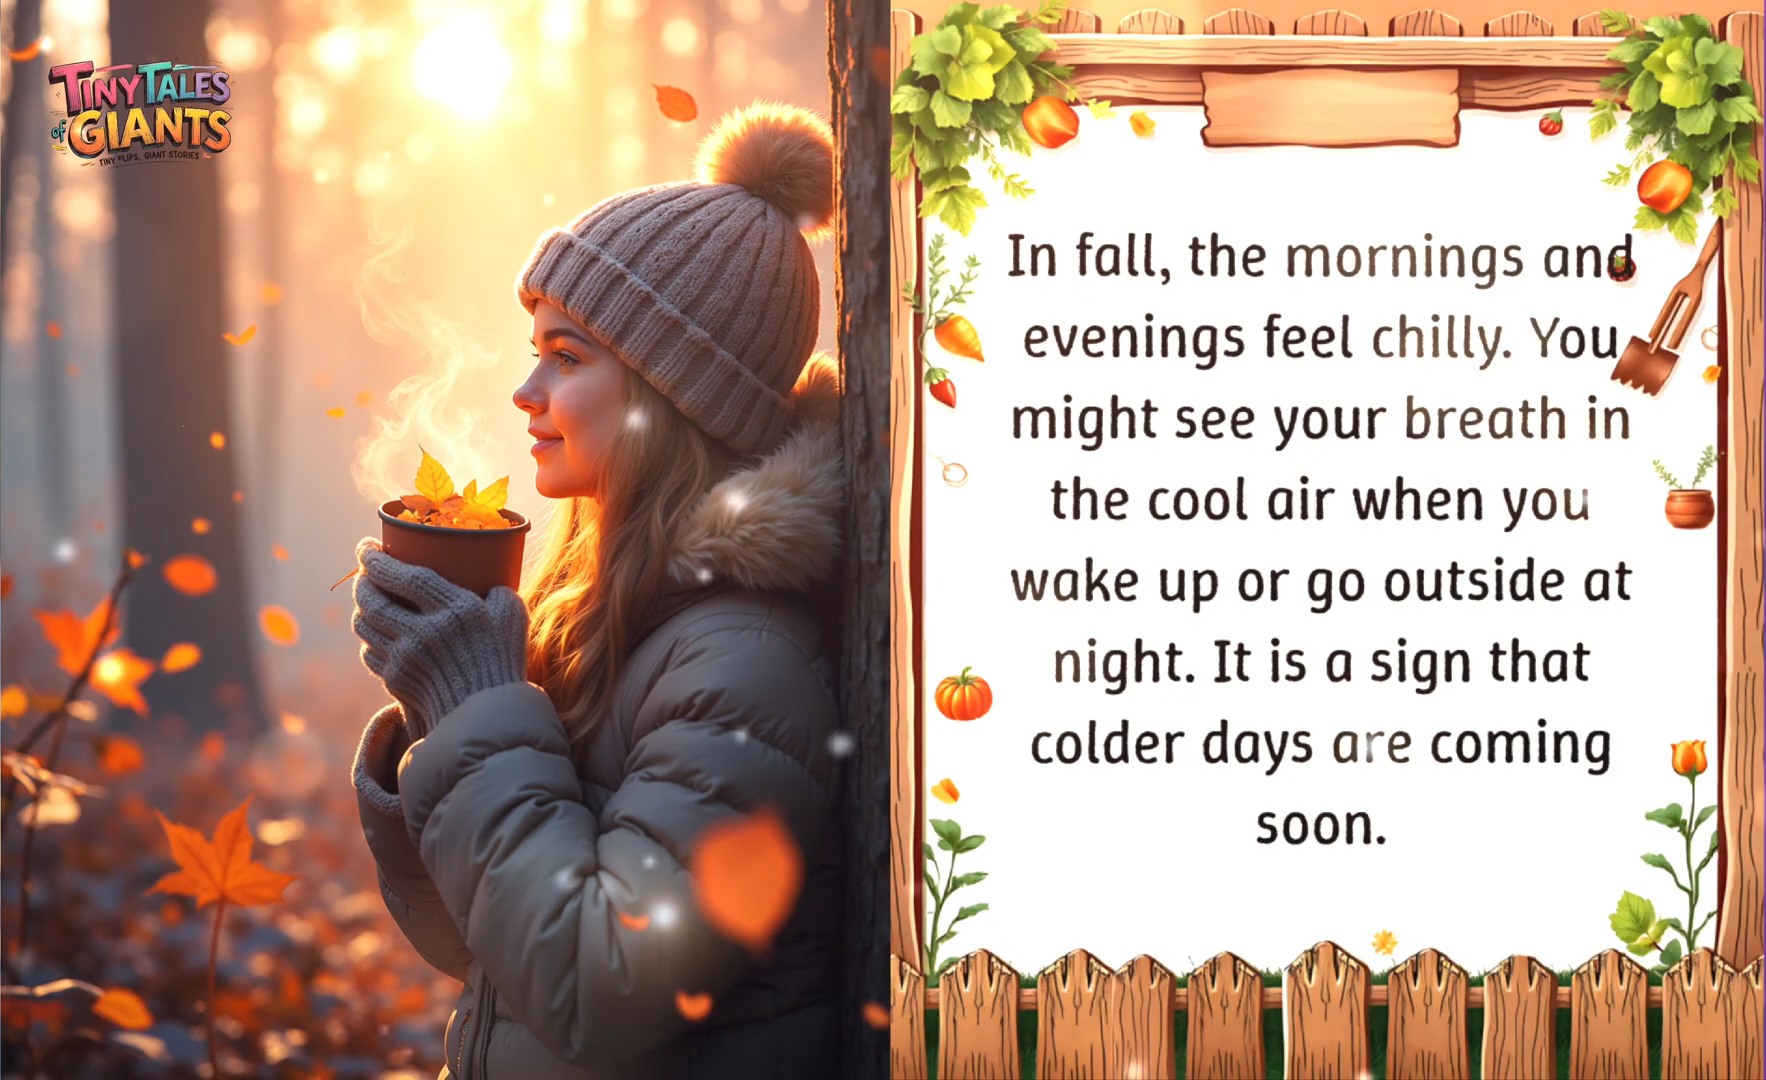 TINY TALES
of GIANTS
TINY FLIPS, GIANT STORIES
In fall, the mornings and
evenings feel chilly. You
might see your breath in
the cool air when you
wake up or go outside at
night. It is a sign that
colder days are coming
soon.